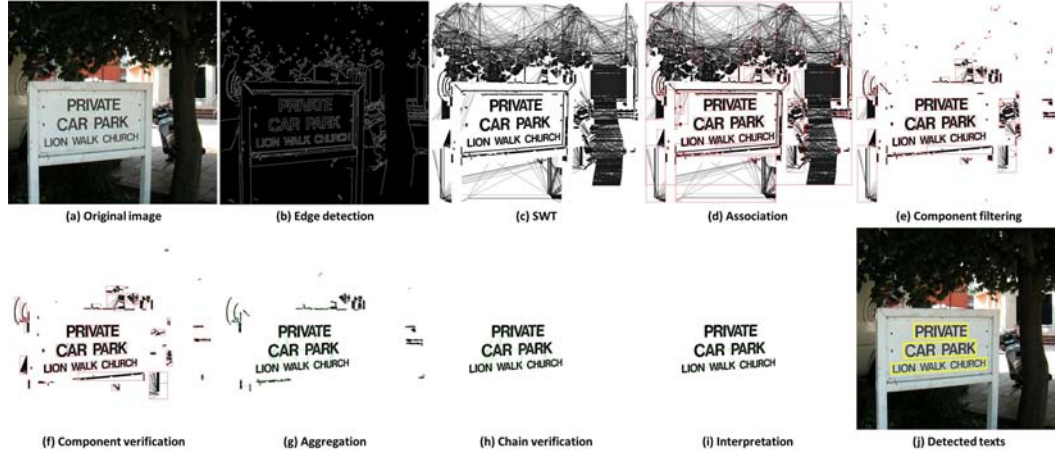 PRIVATE
CAR PARK
LION WALK CHURCH
PRIVATE
CAR PARK
LION WALK CHURCH
PRIVATE
CAR PARK
LION WALK CHURCH
PRIVATE
CAR PARK
LION WALK CHURCH
PRIVATE
CAR PARK
LION WALK CHURCH
(a) Original image
(b) Edge detection
(c) SWT
(d) Association
(e) Component filtering
PRIVATE
CAR PARK
LION WALK CHURCH
PRIVATE
CAR PARK
LION WALK CHURCH
PRIVATE
CAR PARK
LION WALK CHURCH
PRIVATE
CAR PARK
LION WALK CHURCH
PRIVATE
CAR PARK
LION WALK CHURCH
(f) Component verification
(g) Aggregation
(h) Chain verification
(i) Interpretation
(j) Detected texts